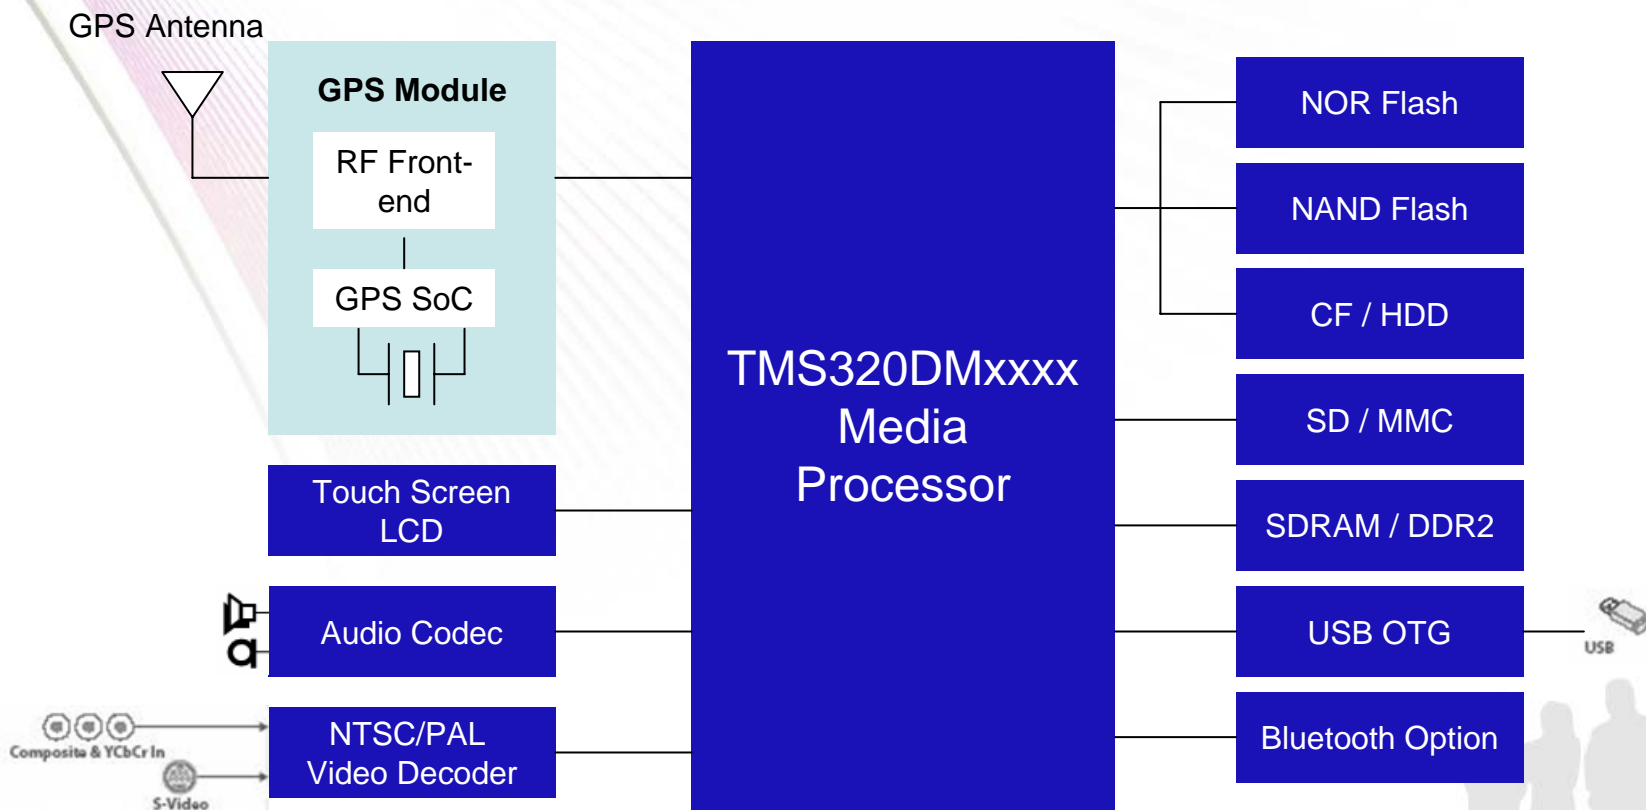 GPS Antenna
GPS Module
RF Front-
end
GPS SoC
Touch Screen
LCD
Audio Codec
Composite & YCbCr In
S-Video
NTSC/PAL
Video Decoder
TMS320DMxxxx
Media
Processor
NOR Flash
NAND Flash
CF / HDD
SD / MMC
SDRAM / DDR2
USB OTG
USB
Bluetooth Option